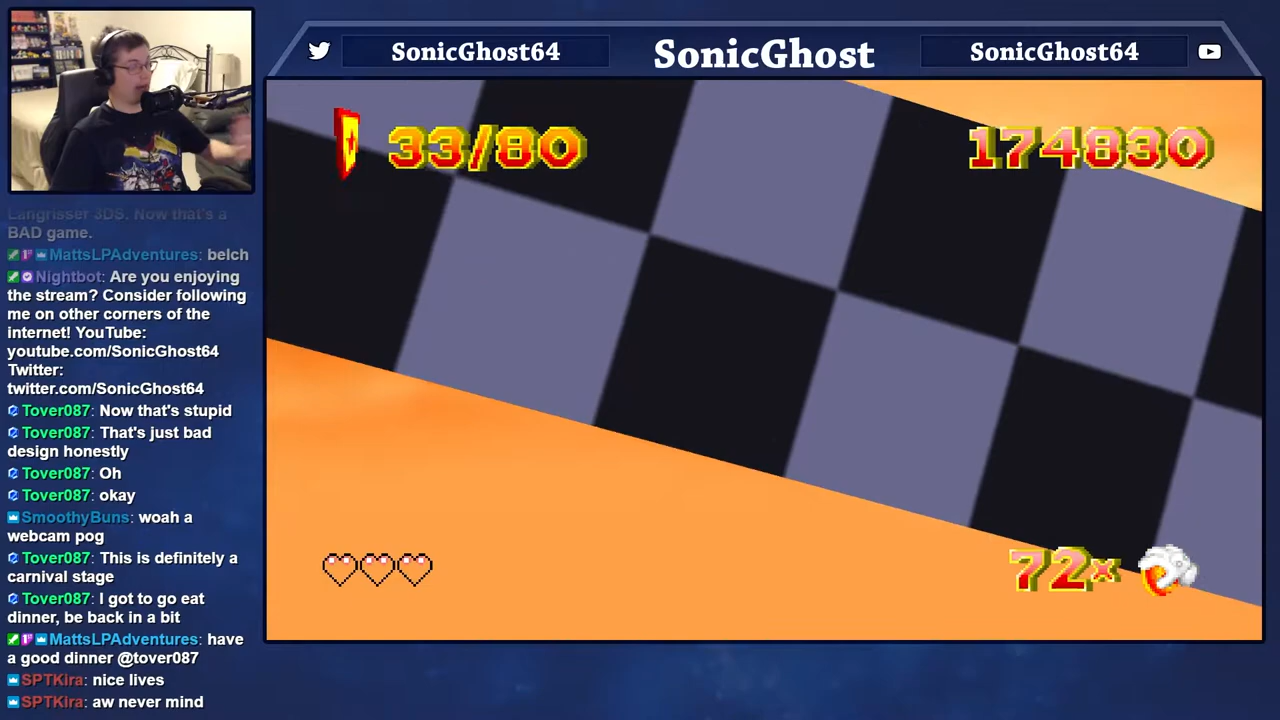 SonicGhost64
SonicGhost
SonicGhost64
33/80
174830
72×
Langrisser 3DS. Now that's a
BAD game.
MattsLPAdventures: belch
Nightbot: Are you enjoying
the stream? Consider following
me on other corners of the
internet! YouTube:
youtube.com/SonicGhost64
Twitter:
twitter.com/SonicGhost64
Tover087: Now that's stupid
Tover087: That's just bad
design honestly
Tover087: Oh
Tover087: okay
SmoothyBuns: woah a
webcam pog
Tover087: This is definitely a
carnival stage
Tover087: I got to go eat
dinner, be back in a bit
MattsLPAdventures: have
a good dinner @tover087
SPTKira: nice lives
SPTKira: aw never mind